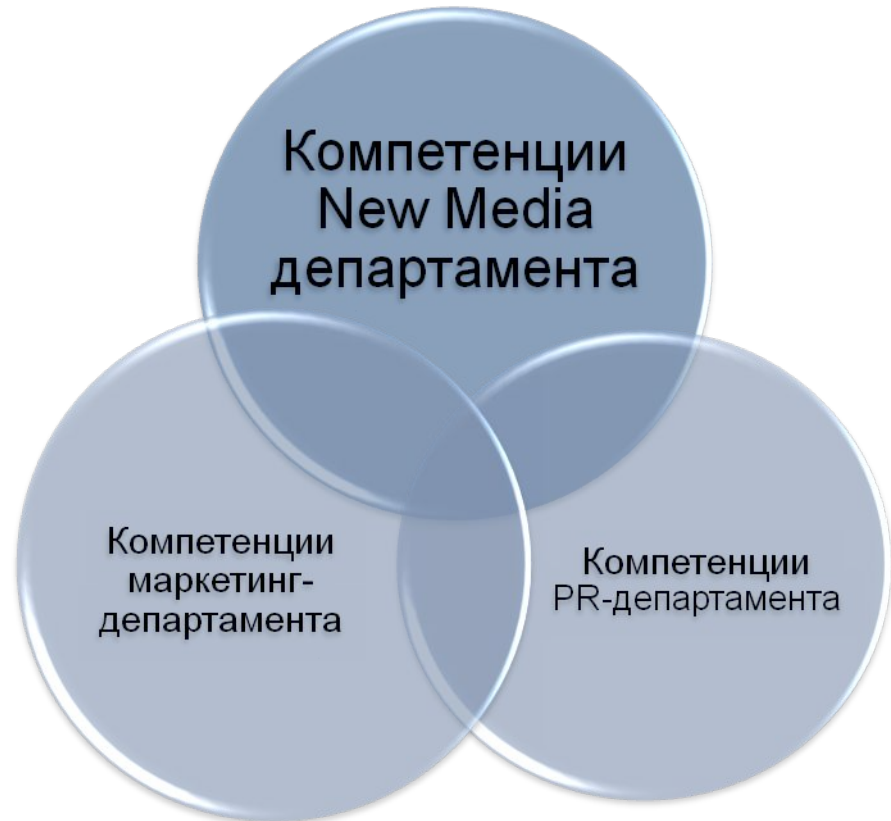 Компетенции
New Media
департамента
Компетенции
маркетинг-
департамента
Компетенции
PR-департамента